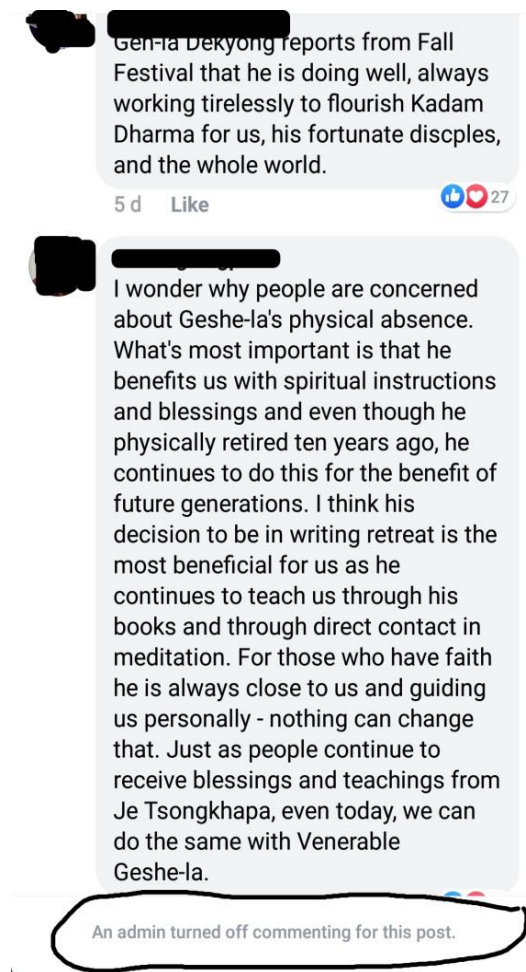 Gen-la Dekyong reports from Fall
Festival that he is doing well, always
working tirelessly to flourish Kadam
Dharma for us, his fortunate discples,
and the whole world.
5 d Like 27
I wonder why people are concerned
about Geshe-la's physical absence.
What's most important is that he
benefits us with spiritual instructions
and blessings and even though he
physically retired ten years ago, he
continues to do this for the benefit of
future generations. I think his
decision to be in writing retreat is the
most beneficial for us as he
continues to teach us through his
books and through direct contact in
meditation. For those who have faith
he is always close to us and guiding
us personally - nothing can change
that. Just as people continue to
receive blessings and teachings from
Je Tsongkhapa, even today, we can
do the same with Venerable
Geshe-la.
An admin turned off commenting for this post.